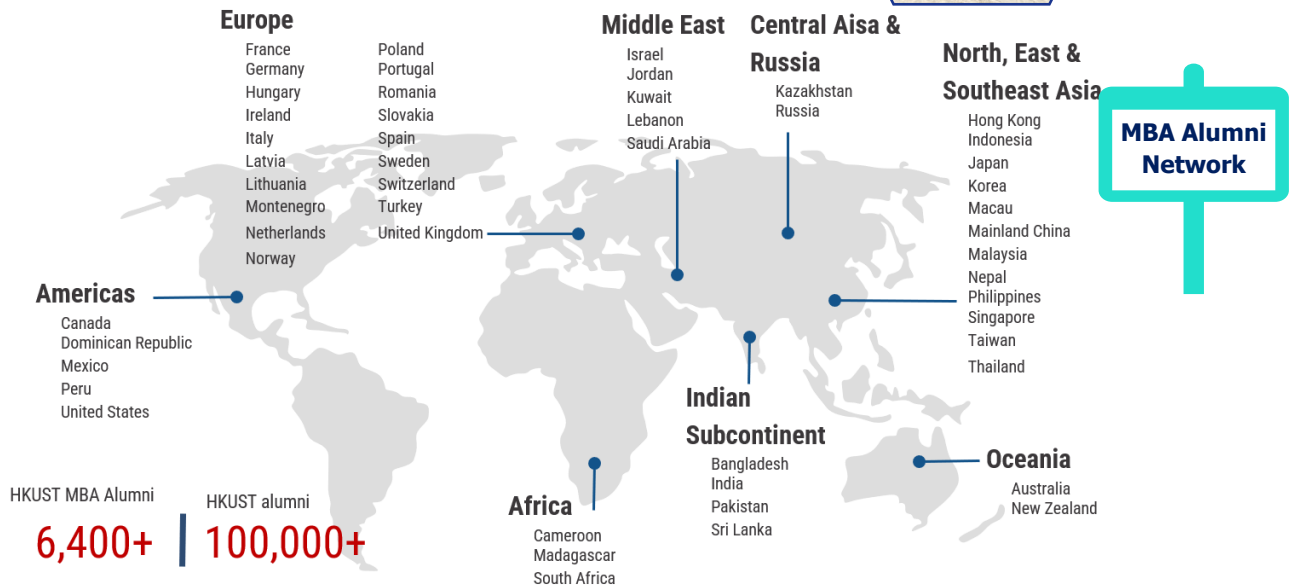 Europe
France
Germany
Hungary
Ireland
Italy
Latvia
Lithuania
Montenegro
Netherlands
Norway
Poland
Portugal
Romania
Slovakia
Spain
Sweden
Switzerland
Turkey
United Kingdom
Middle East
Israel
Jordan
Kuwait
Lebanon
Saudi Arabia
Central Aisa &
Russia
Kazakhstan
Russia
North, East &
Southeast Asia
Hong Kong
Indonesia
Japan
Korea
Macau
Mainland China
Malaysia
Nepal
Philippines
Singapore
Taiwan
Thailand
MBA Alumni
Network
Americas
Canada
Dominican Republic
Mexico
Peru
United States
Indian
Subcontinent
Bangladesh
India
Pakistan
Sri Lanka
Oceania
Australia
New Zealand
Africa
Cameroon
Madagascar
South Africa
HKUST MBA Alumni
6,400+
HKUST alumni
100,000+